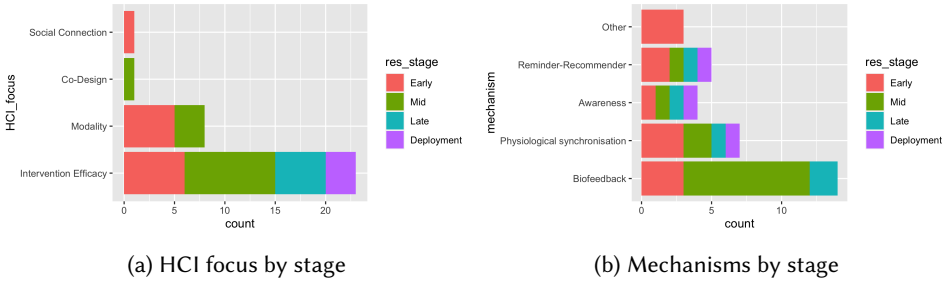 HCI_focus
Social Connection
Co-Design
Modality
Intervention Efficacy
0
5
10
15
20
count
res_stage
Early
Mid
Late
Deployment
(a) HCI focus by stage
mechanism
Other
Reminder-Recommender
Awareness
Physiological synchronisation
Biofeedback
0
5
10
count
res_stage
Early
Mid
Late
Deployment
(b) Mechanisms by stage